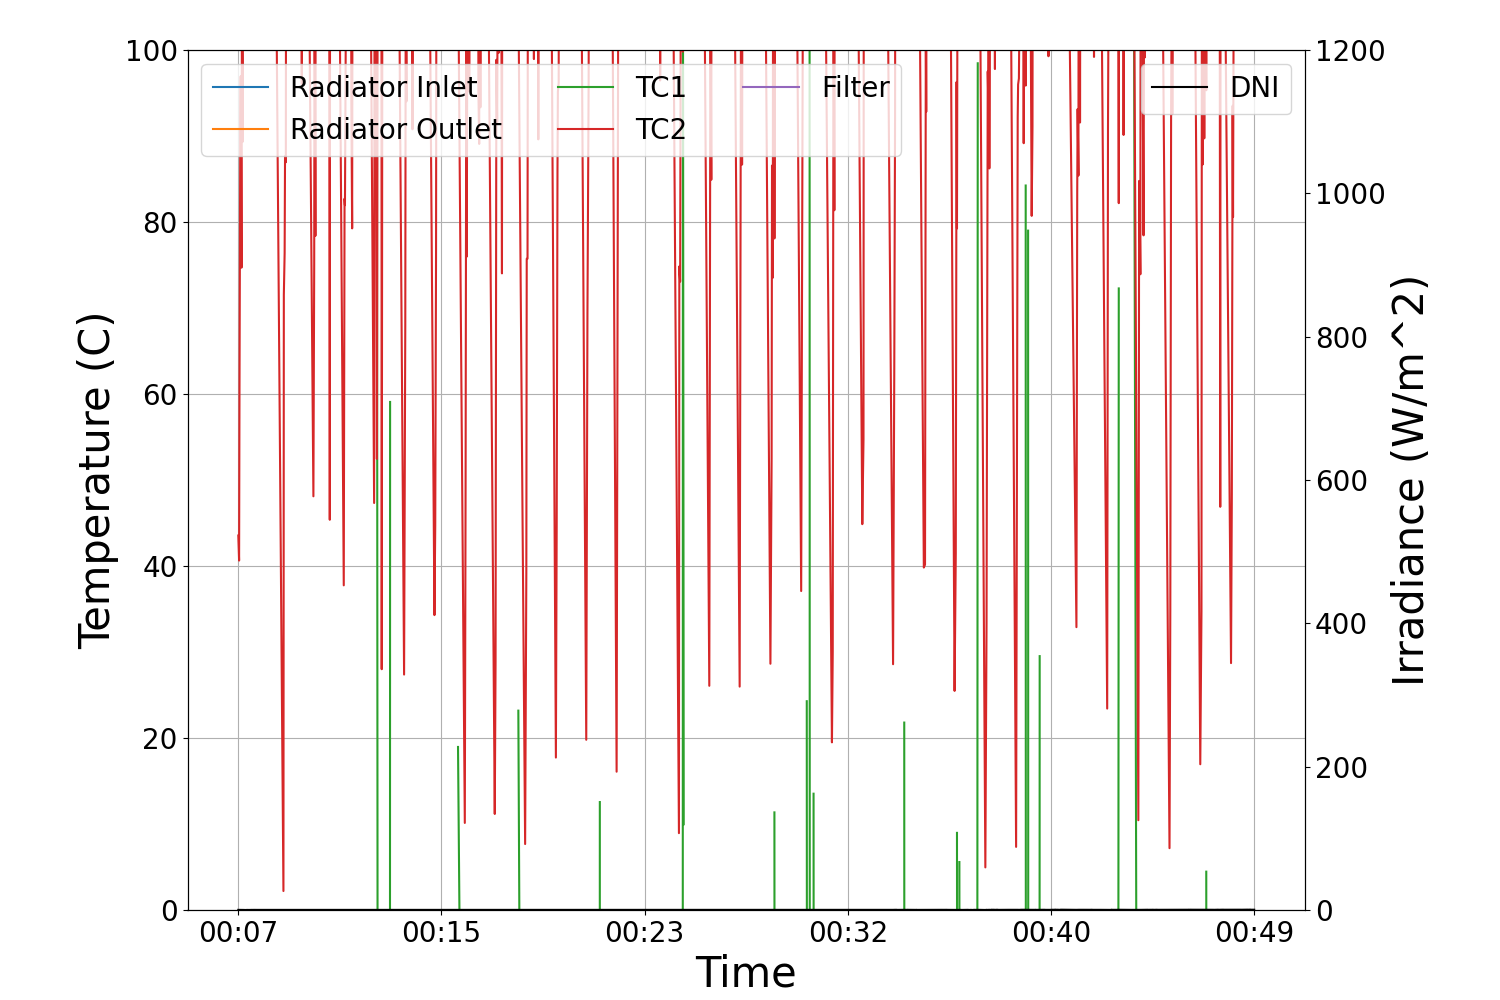 100
80
60
40
20
0
Temperature (C)
Radiator Inlet
Radiator Outlet
TC1
TC2
Filter
DNI
1200
1000
800
600
400
200
0
Irradiance (W/m^2)
00:07 00:15 00:23 00:32 00:40 00:49
Time